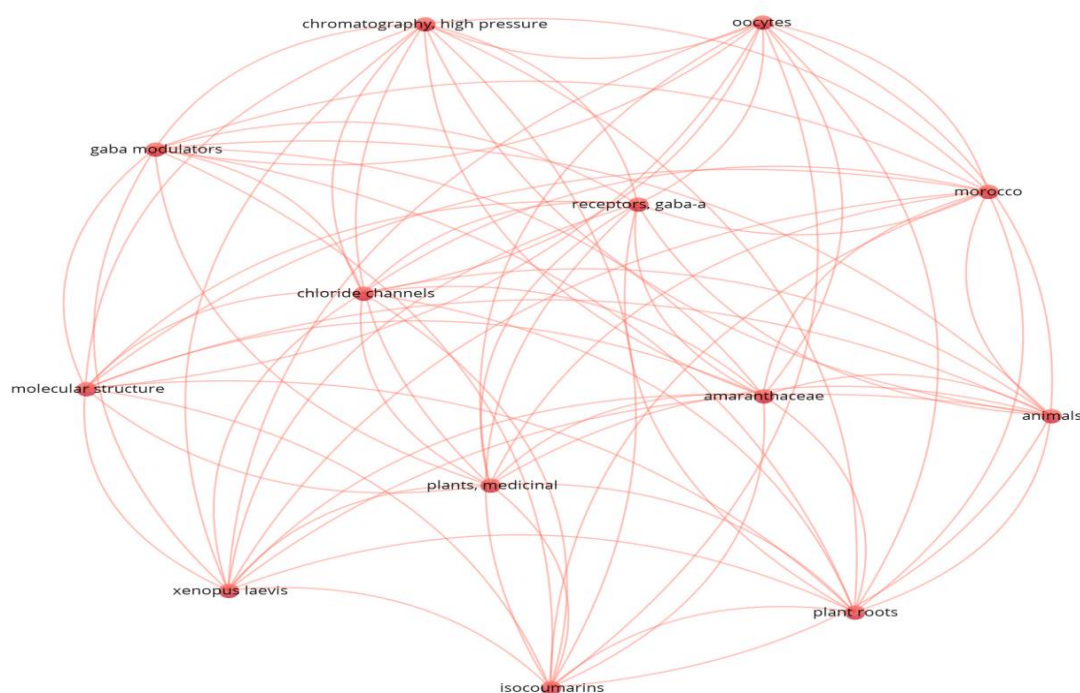 chromatography, high pressure
oocytes
gaba modulators
morocco
receptors, gaba-a
chloride channels
molecular structure
amaranthaceae
animals
plants, medicinal
xenopus laevis
plant roots
isocoumarins